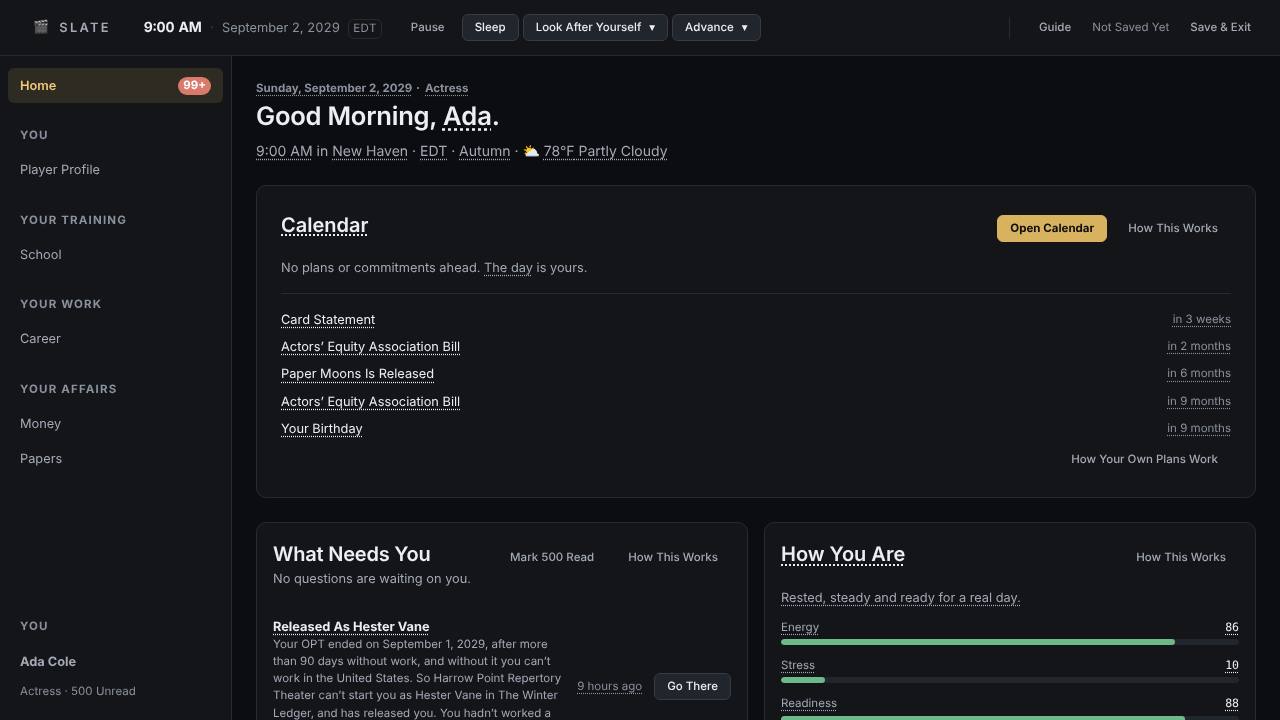 🎬 SLATE
9:00 AM · September 2, 2029 EDT
Pause
Sleep
Look After Yourself ▾
Advance ▾
Guide
Not Saved Yet
Save & Exit
Home 99+
YOU
Player Profile
YOUR TRAINING
School
YOUR WORK
Career
YOUR AFFAIRS
Money
Papers
YOU
Ada Cole
Actress · 500 Unread
Sunday, September 2, 2029 · Actress
Good Morning, Ada.
9:00 AM in New Haven · EDT · Autumn · ⛅ 78°F Partly Cloudy
Calendar
Open Calendar
How This Works
No plans or commitments ahead. The day is yours.
Card Statement in 3 weeks
Actors’ Equity Association Bill in 2 months
Paper Moons Is Released in 6 months
Actors’ Equity Association Bill in 9 months
Your Birthday in 9 months
How Your Own Plans Work
What Needs You
Mark 500 Read
How This Works
No questions are waiting on you.
Released As Hester Vane
Your OPT ended on September 1, 2029, after more
than 90 days without work, and without it you can’t
work in the United States. So Harrow Point Repertory
Theater can’t start you as Hester Vane in The Winter
Ledger, and has released you. You hadn’t worked a
9 hours ago
Go There
How You Are
How This Works
Rested, steady and ready for a real day.
Energy 86
Stress 10
Readiness 88